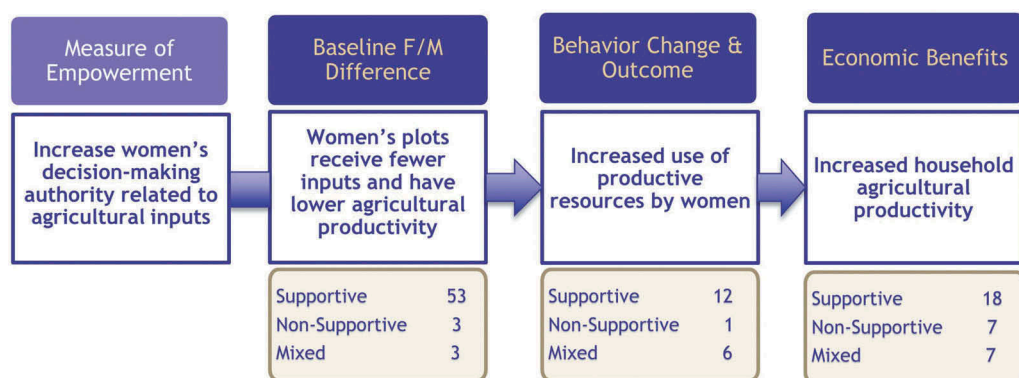 Measure of
Empowerment
Baseline F/M
Difference
Behavior Change &
Outcome
Economic Benefits
Increase women's
decision-making
authority related to
agricultural inputs
Women's plots
receive fewer
inputs and have
lower agricultural
productivity
Increased use of
productive
resources by women
Increased household
agricultural
productivity
Supportive 53
Non-Supportive 3
Mixed 3
Supportive 12
Non-Supportive 1
Mixed 6
Supportive 18
Non-Supportive 7
Mixed 7